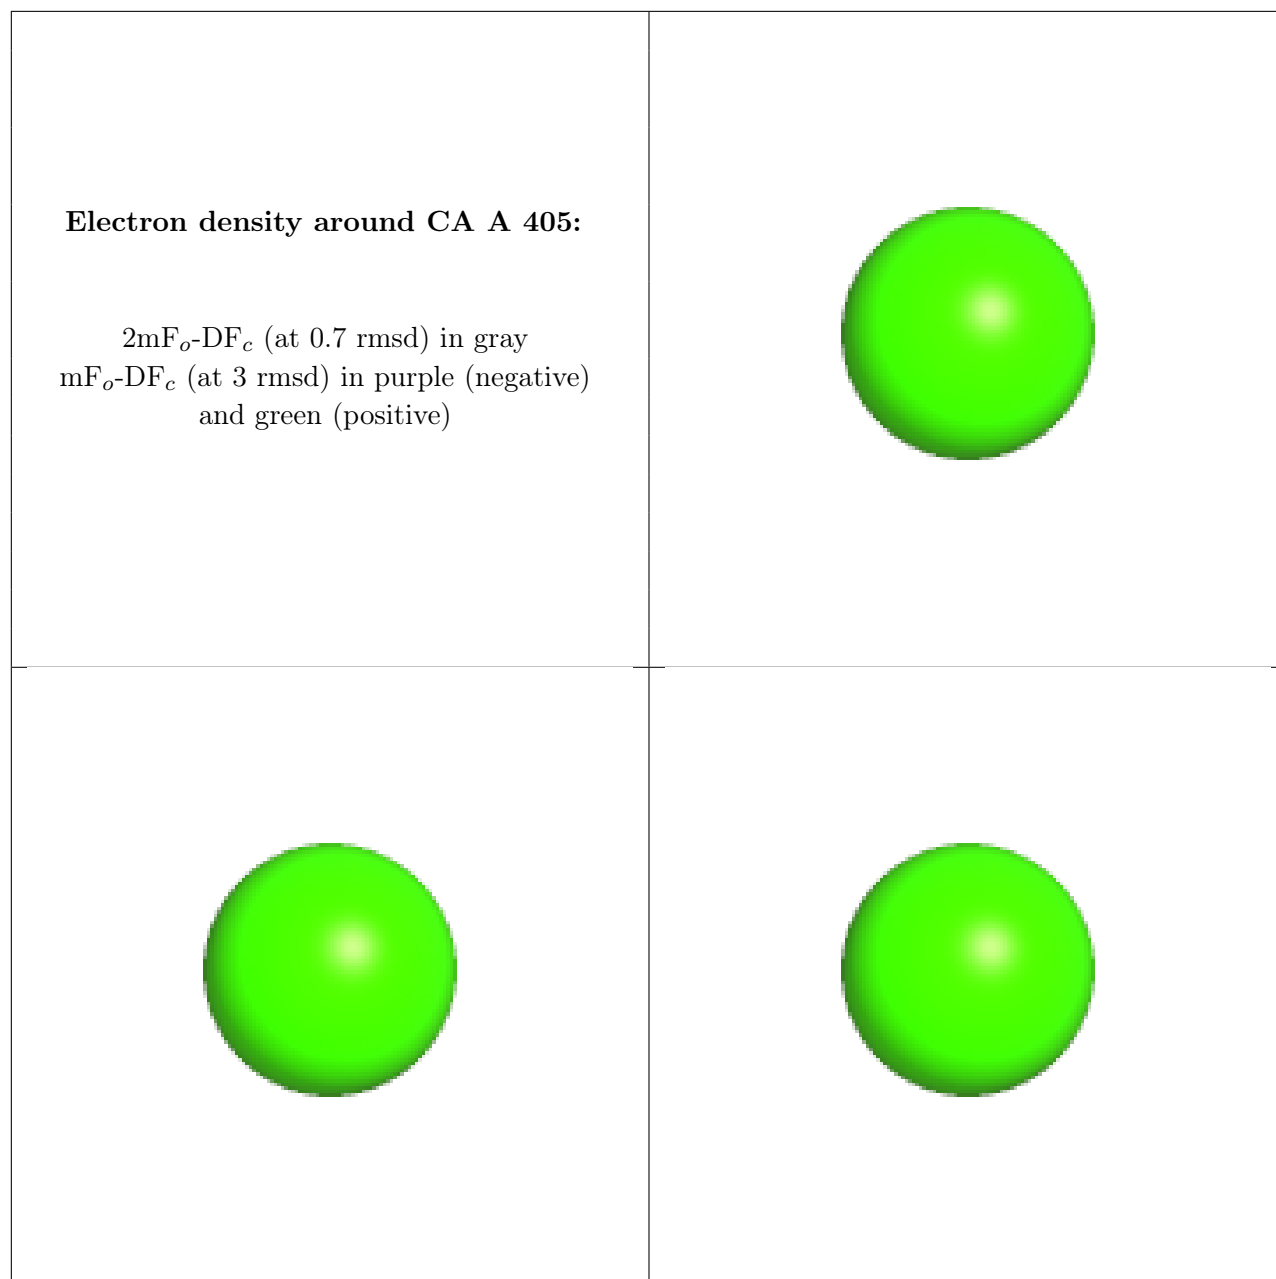 Electron density around CA A 405:
2mFo-DFc (at 0.7 rmsd) in gray
mFo-DFc (at 3 rmsd) in purple (negative)
and green (positive)